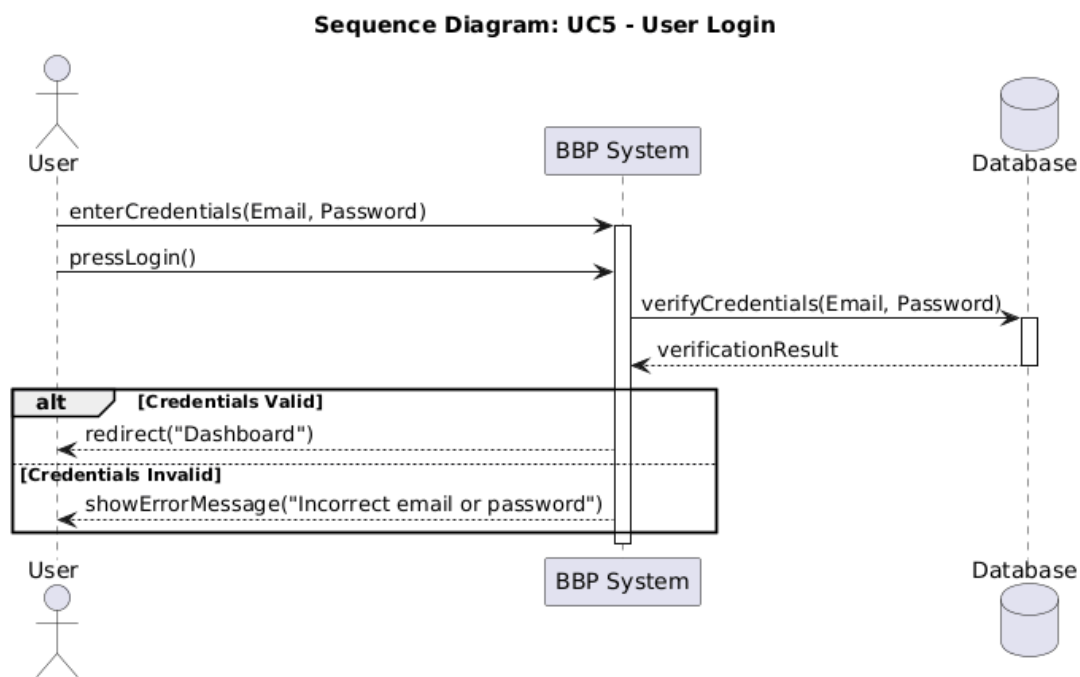 Sequence Diagram: UC5 - User Login
User
BBP System
Database
enterCredentials(Email, Password)
pressLogin()
verifyCredentials(Email, Password)
verificationResult
alt [Credentials Valid]
redirect("Dashboard")
[Credentials Invalid]
showErrorMessage("Incorrect email or password")
User
BBP System
Database